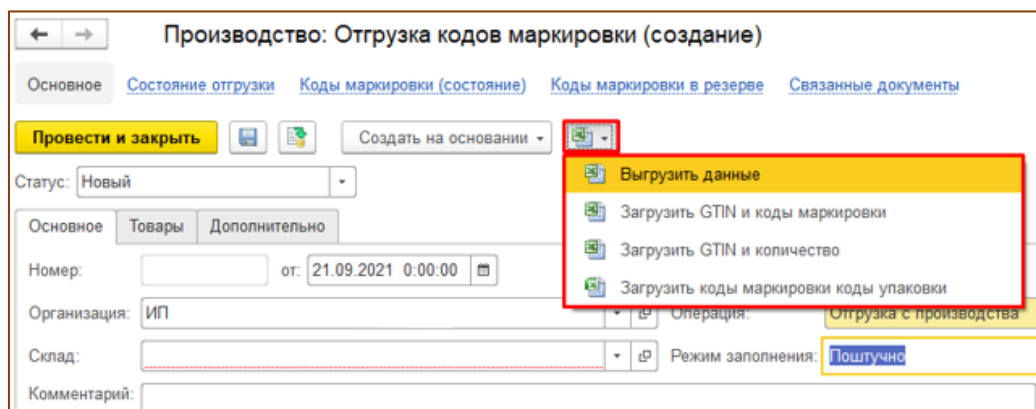 Производство: Отгрузка кодов маркировки (создание)
Основное Состояние отгрузки Коды маркировки (состояние) Коды маркировки в резерве Связанные документы
Провести и закрыть Создать на основании
Статус: Новый Выгрузить данные
Основное Товары Дополнительно Загрузить GTIN и коды маркировки
Номер: от: 21.09.2021 0:00:00 Загрузить GTIN и количество
Загрузить коды маркировки коды упаковки
Организация: ИП Операция: Отгрузка с производства
Склад: Режим заполнения: Поштучно
Комментарий: